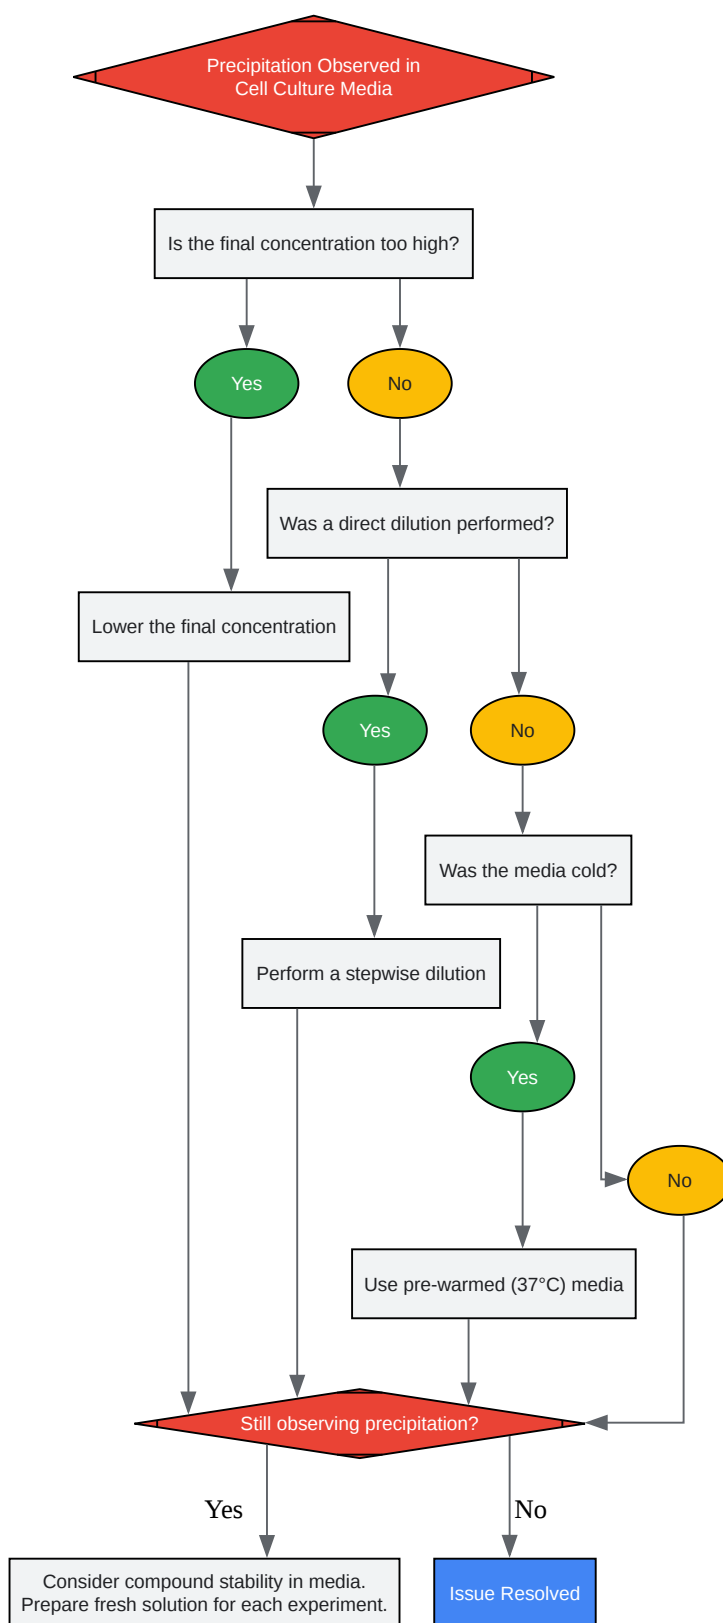 Precipitation Observed in
Cell Culture Media
Is the final concentration too high?
Yes
No
Was a direct dilution performed?
Lower the final concentration
Yes
No
Was the media cold?
Perform a stepwise dilution
Yes
No
Use pre-warmed (37°C) media
Still observing precipitation?
Yes
No
Consider compound stability in media.
Prepare fresh solution for each experiment.
Issue Resolved